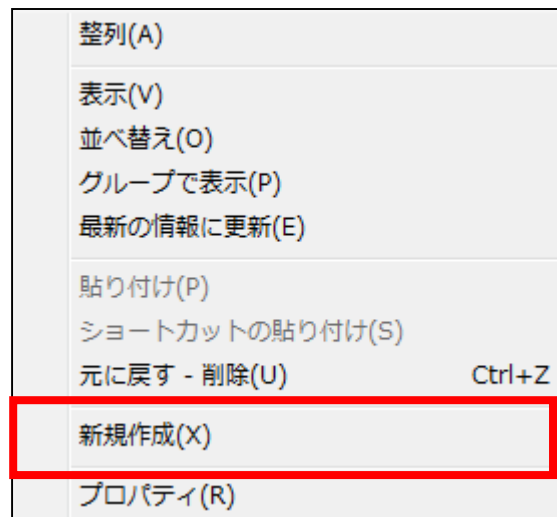 整列(A)
表示(V)
並べ替え(O)
グループで表示(P)
最新の情報に更新(E)
貼り付け(P)
ショートカットの貼り付け(S)
元に戻す - 削除(U) Ctrl+Z
新規作成(X)
プロパティ(R)